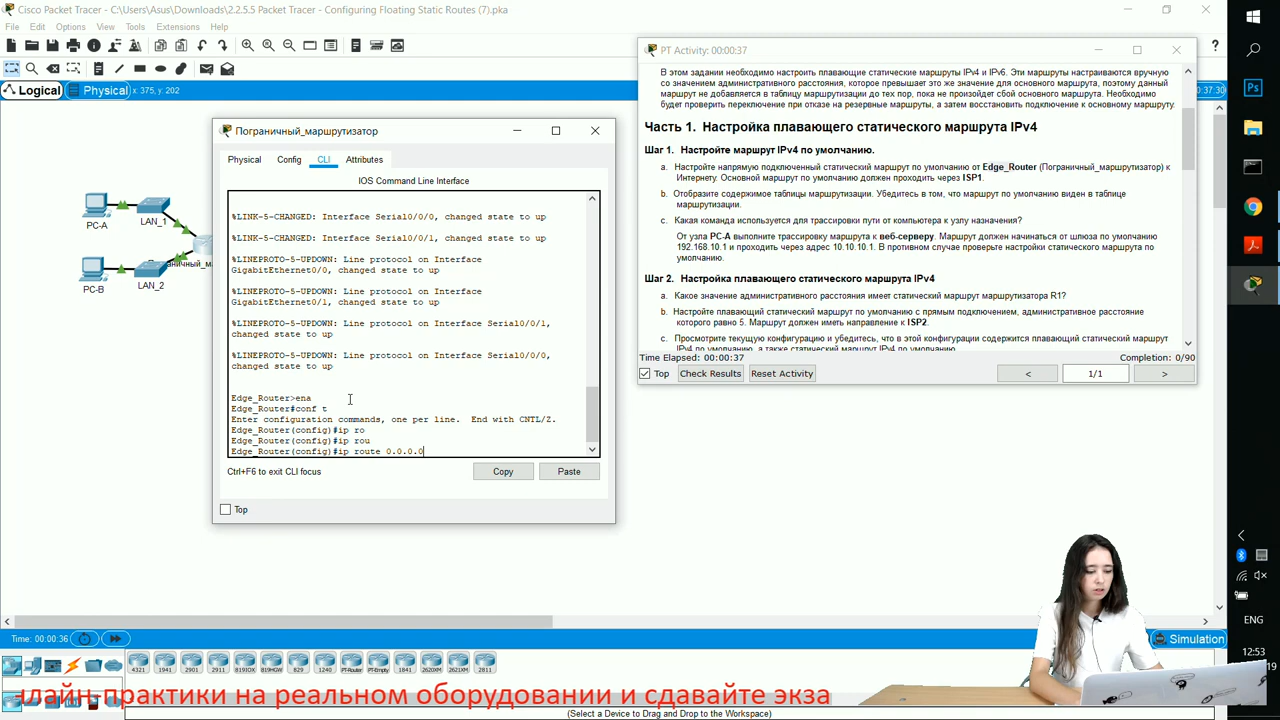 Cisco Packet Tracer - C:\Users\Asus\Downloads\2.2.5.5 Packet Tracer - Configuring Floating Static Routes (7).pka
File Edit Options View Tools Extensions Help
Logical Physical x: 375, y: 202
PC-A
LAN_1
PC-B
LAN_2
Пограничный_маршрутизатор
Physical Config CLI Attributes
IOS Command Line Interface
%LINK-5-CHANGED: Interface Serial0/0/0, changed state to up
%LINK-5-CHANGED: Interface Serial0/0/1, changed state to up
%LINEPROTO-5-UPDOWN: Line protocol on Interface
GigabitEthernet0/0, changed state to up
%LINEPROTO-5-UPDOWN: Line protocol on Interface
GigabitEthernet0/1, changed state to up
%LINEPROTO-5-UPDOWN: Line protocol on Interface Serial0/0/1,
changed state to up
%LINEPROTO-5-UPDOWN: Line protocol on Interface Serial0/0/0,
changed state to up
Edge_Router>ena
Edge_Router#conf t
Enter configuration commands, one per line. End with CNTL/Z.
Edge_Router(config)#ip ro
Edge_Router(config)#ip rou
Edge_Router(config)#ip route 0.0.0.0
Ctrl+F6 to exit CLI focus
Copy
Paste
Top
PT Activity: 00:00:37
В этом задании необходимо настроить плавающие статические маршруты IPv4 и IPv6. Эти маршруты настраиваются вручную
со значением административного расстояния, которое превышает это же значение для основного маршрута, поэтому данный
маршрут не добавляется в таблицу маршрутизации до тех пор, пока не произойдет сбой основного маршрута. Необходимо
будет проверить переключение при отказе на резервные маршруты, а затем восстановить подключение к основному маршруту.
Часть 1. Настройка плавающего статического маршрута IPv4
Шаг 1. Настройте маршрут IPv4 по умолчанию.
a. Настройте напрямую подключенный статический маршрут по умолчанию от Edge_Router (Пограничный_маршрутизатор) к
Интернету. Основной маршрут по умолчанию должен проходить через ISP1.
b. Отобразите содержимое таблицы маршрутизации. Убедитесь в том, что маршрут по умолчанию виден в таблице
маршрутизации.
c. Какая команда используется для трассировки пути от компьютера к узлу назначения?
От узла PC-A выполните трассировку маршрута к веб-серверу. Маршрут должен начинаться от шлюза по умолчанию
192.168.10.1 и проходить через адрес 10.10.10.1. В противном случае проверьте настройки статического маршрута по
умолчанию.
Шаг 2. Настройка плавающего статического маршрута IPv4
a. Какое значение административного расстояния имеет статический маршрут маршрутизатора R1?
b. Настройте плавающий статический маршрут по умолчанию с прямым подключением, административное расстояние
которого равно 5. Маршрут должен иметь направление к ISP2.
c. Просмотрите текущую конфигурацию и убедитесь, что в этой конфигурации содержится плавающий статический маршрут
IPv4 по умолчанию, а также статический маршрут IPv4 по умолчанию.
Time Elapsed: 00:00:37
Completion: 0/90
Top
Check Results
Reset Activity
<
1/1
>
Time: 00:00:36
Simulation
4321 1941 2901 2911 819IOX 819HGW 829 1240 PT-Router PT-Empty 1841 2620XM 2621XM 2811
(Select a Device to Drag and Drop to the Workspace)
лайн-практики на реальном оборудовании и сдавайте экза
Ps
ENG
12:53